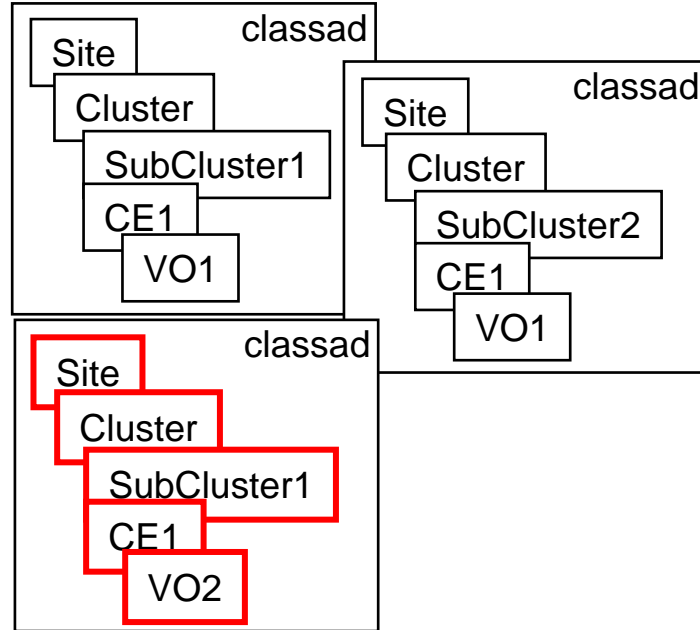 classad
Site
Cluster
SubCluster1
CE1
VO1
classad
Site
Cluster
SubCluster2
CE1
VO1
classad
Site
Cluster
SubCluster1
CE1
VO2